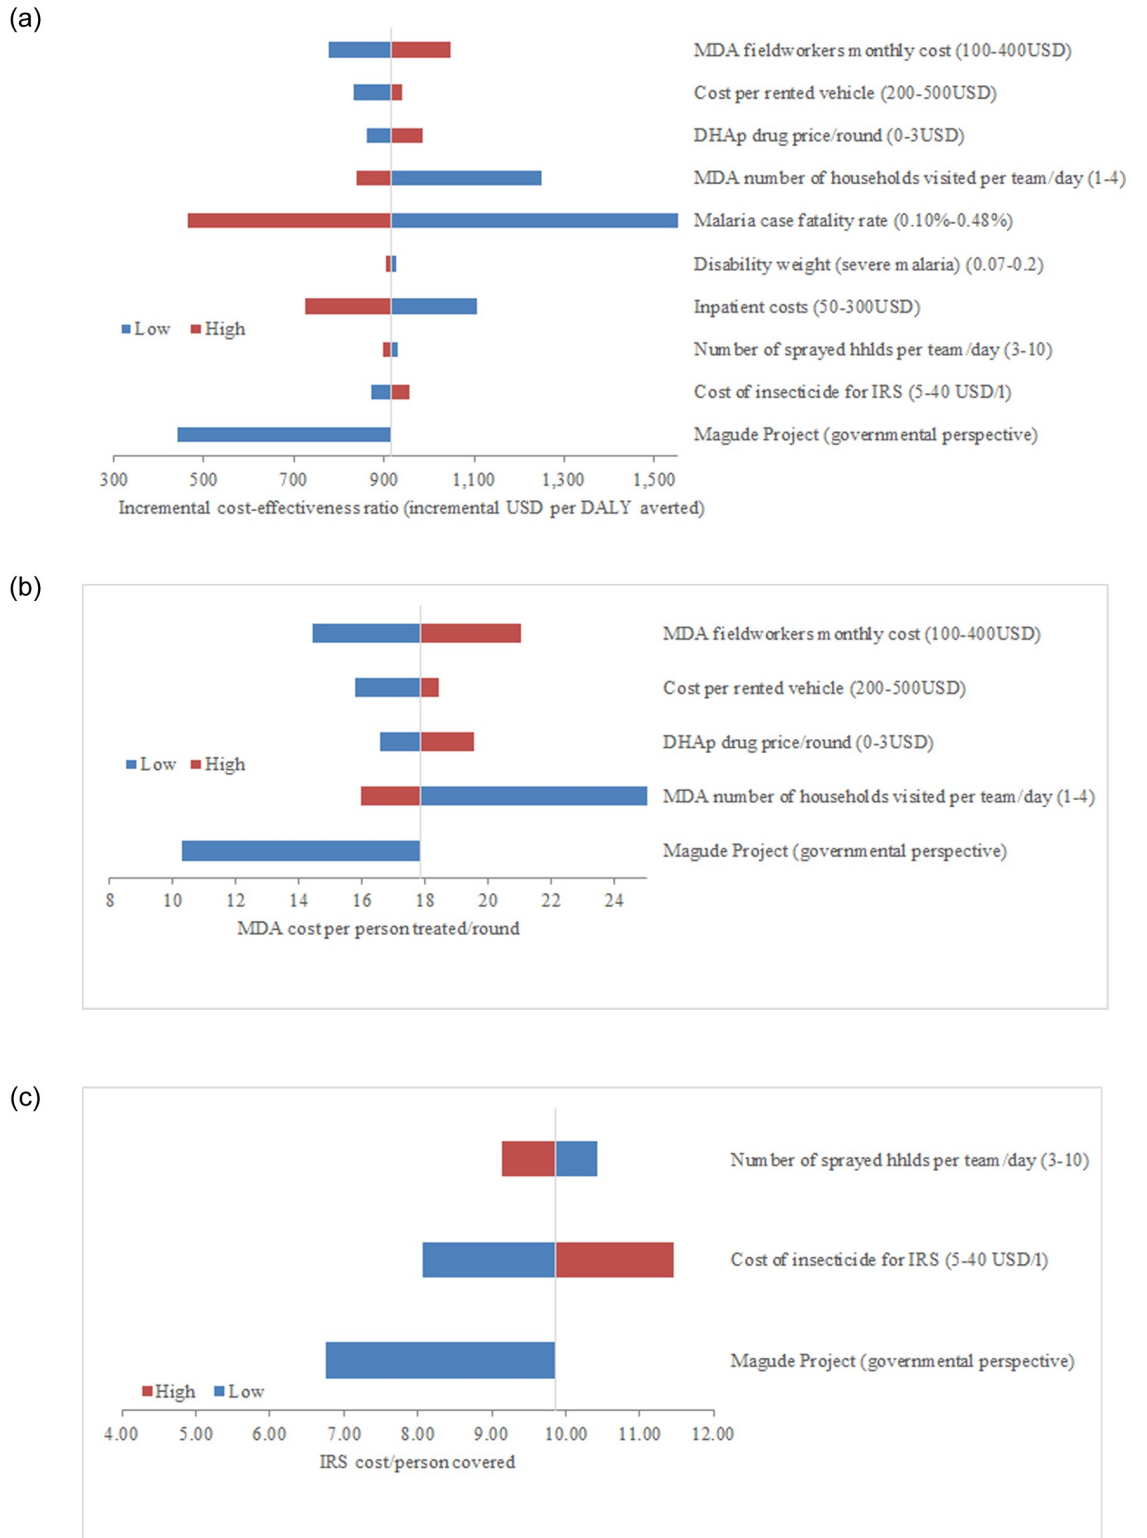 (a)
MDA fieldworkers monthly cost (100-400USD)
Cost per rented vehicle (200-500USD)
DHAp drug price/round (0-3USD)
MDA number of households visited per team/day (1-4)
Malaria case fatality rate (0.10%-0.48%)
Disability weight (severe malaria) (0.07-0.2)
Inpatient costs (50-300USD)
Low High
Number of sprayed hhlds per team/day (3-10)
Cost of insecticide for IRS (5-40 USD/l)
Magude Project (governmental perspective)
300 500 700 900 1,100 1,300 1,500
Incremental cost-effectiveness ratio (incremental USD per DALY averted)
(b)
MDA fieldworkers monthly cost (100-400USD)
Cost per rented vehicle (200-500USD)
DHAp drug price/round (0-3USD)
Low High
MDA number of households visited per team/day (1-4)
Magude Project (governmental perspective)
8 10 12 14 16 18 20 22 24
MDA cost per person treated/round
(c)
Number of sprayed hhlds per team/day (3-10)
Cost of insecticide for IRS (5-40 USD/l)
Magude Project (governmental perspective)
High Low
4.00 5.00 6.00 7.00 8.00 9.00 10.00 11.00 12.00
IRS cost/person covered